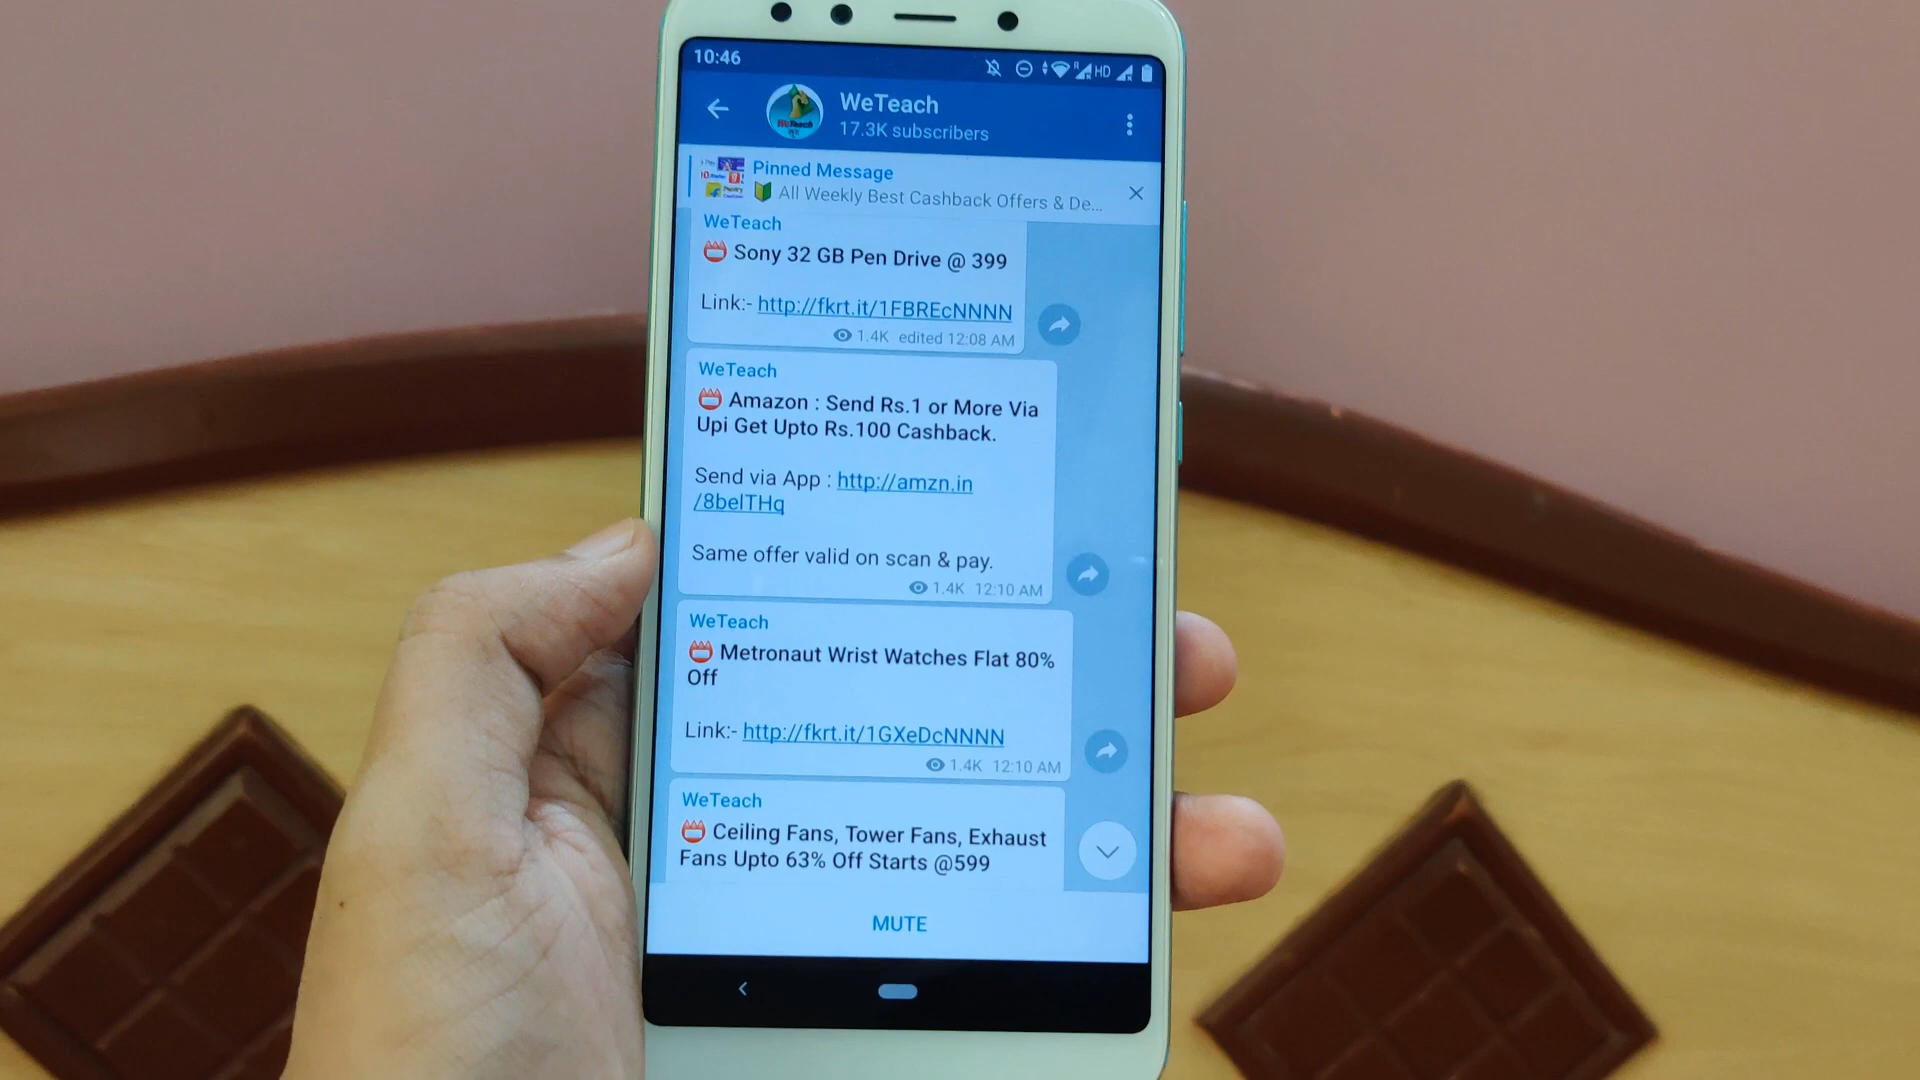 10:46
HD
WeTeach
17.3K subscribers
Pinned Message
🔰 All Weekly Best Cashback Offers & De...
WeTeach
📛 Sony 32 GB Pen Drive @ 399
Link:- http://fkrt.it/1FBREcNNNN
1.4K edited 12:08 AM
WeTeach
📛 Amazon : Send Rs.1 or More Via
Upi Get Upto Rs.100 Cashback.
Send via App : http://amzn.in
/8belTHq
Same offer valid on scan & pay.
1.4K 12:10 AM
WeTeach
📛 Metronaut Wrist Watches Flat 80%
Off
Link:- http://fkrt.it/1GXeDcNNNN
1.4K 12:10 AM
WeTeach
📛 Ceiling Fans, Tower Fans, Exhaust
Fans Upto 63% Off Starts @599
MUTE